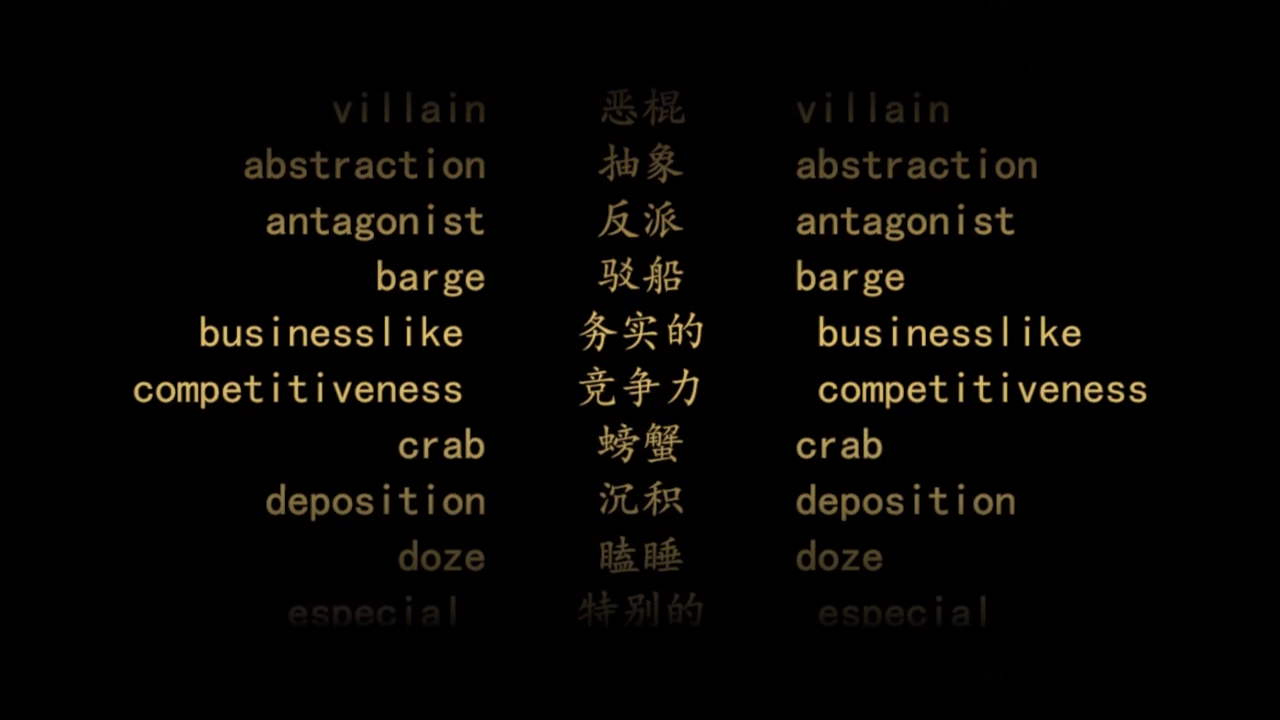 villain 恶棍 villain
abstraction 抽象 abstraction
antagonist 反派 antagonist
barge 驳船 barge
businesslike 务实的 businesslike
competitiveness 竞争力 competitiveness
crab 螃蟹 crab
deposition 沉积 deposition
doze 瞌睡 doze
especial 特别的 especial